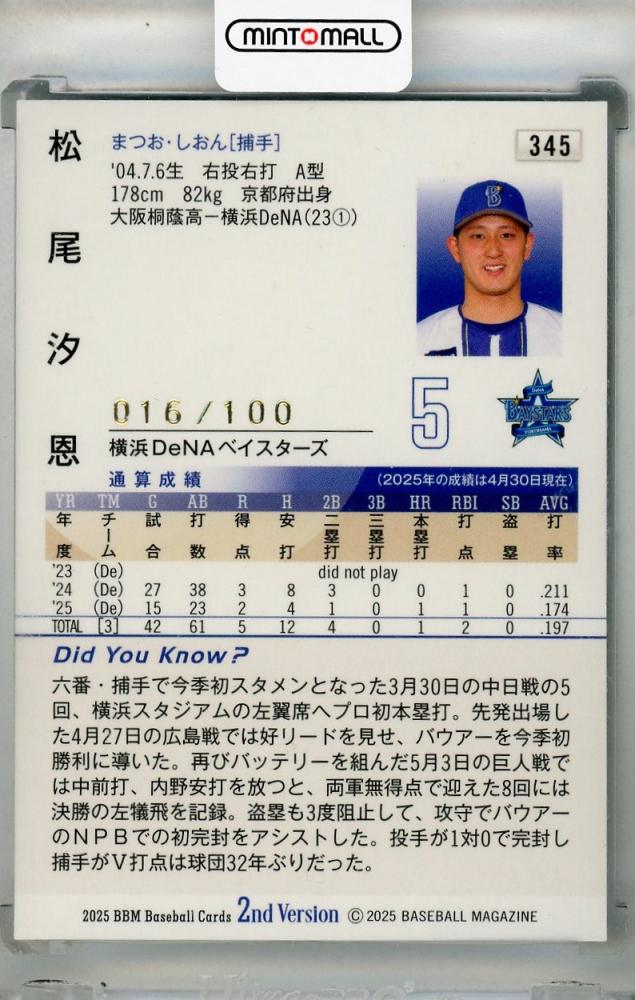 MINTOMALL
松尾汐恩
まつお・しおん[捕手]
'04.7.6生 右投右打 A型
178cm 82kg 京都府出身
大阪桐蔭高－横浜DeNA(23①)
345
016/100
横浜DeNAベイスターズ
5
DeNA
BAYSTARS
YOKOHAMA
通算成績 (2025年の成績は4月30日現在)
YR TM G AB R H 2B 3B HR RBI SB AVG
年度 チーム 試合 打数 得点 安打 二塁打 三塁打 本塁打 打点 盗塁 打率
'23 (De) did not play
'24 (De) 27 38 3 8 3 0 0 1 0 .211
'25 (De) 15 23 2 4 1 0 1 1 0 .174
TOTAL [3] 42 61 5 12 4 0 1 2 0 .197
Did You Know?
六番・捕手で今季初スタメンとなった3月30日の中日戦の5
回、横浜スタジアムの左翼席へプロ初本塁打。先発出場し
た4月27日の広島戦では好リードを見せ、バウアーを今季初
勝利に導いた。再びバッテリーを組んだ5月3日の巨人戦で
は中前打、内野安打を放つと、両軍無得点で迎えた8回には
決勝の左犠飛を記録。盗塁も3度阻止して、攻守でバウアー
のNPBでの初完封をアシストした。投手が1対0で完封し
捕手がV打点は球団32年ぶりだった。
2025 BBM Baseball Cards 2nd Version ©2025 BASEBALL MAGAZINE